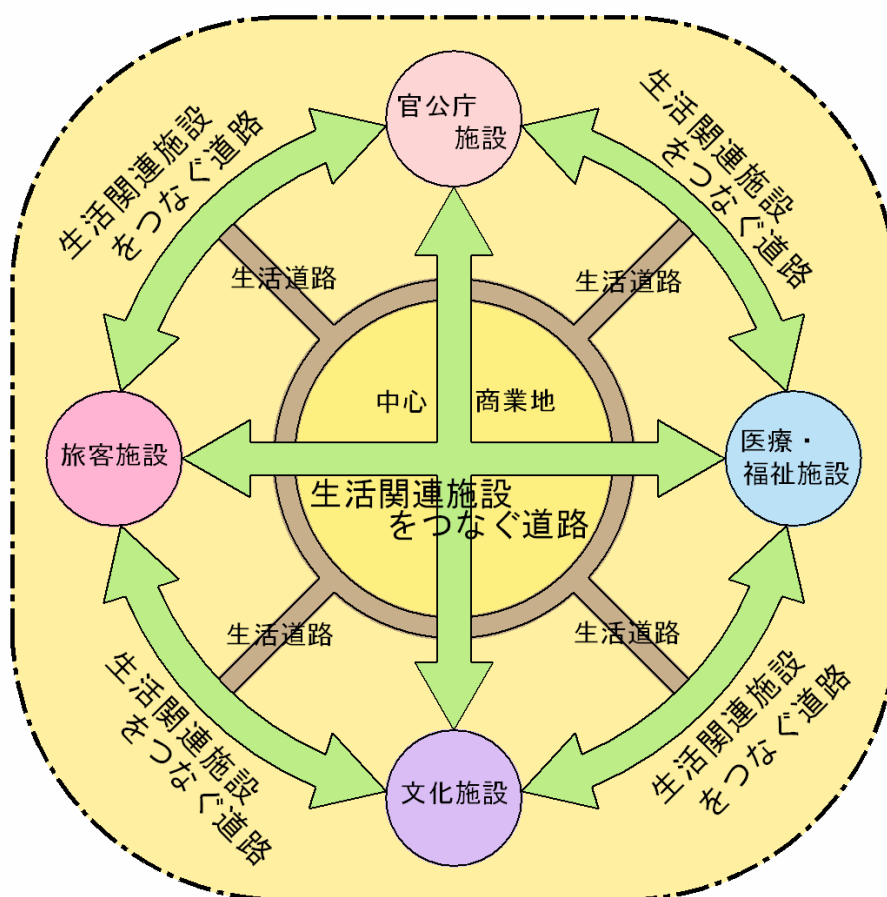 官公庁
施設
生活関連施設
をつなぐ道路
生活関連施設
をつなぐ道路
生活道路
生活道路
中心 商業地
旅客施設
医療・
福祉施設
生活関連施設
をつなぐ道路
生活道路
生活道路
生活関連施設
をつなぐ道路
生活関連施設
をつなぐ道路
文化施設